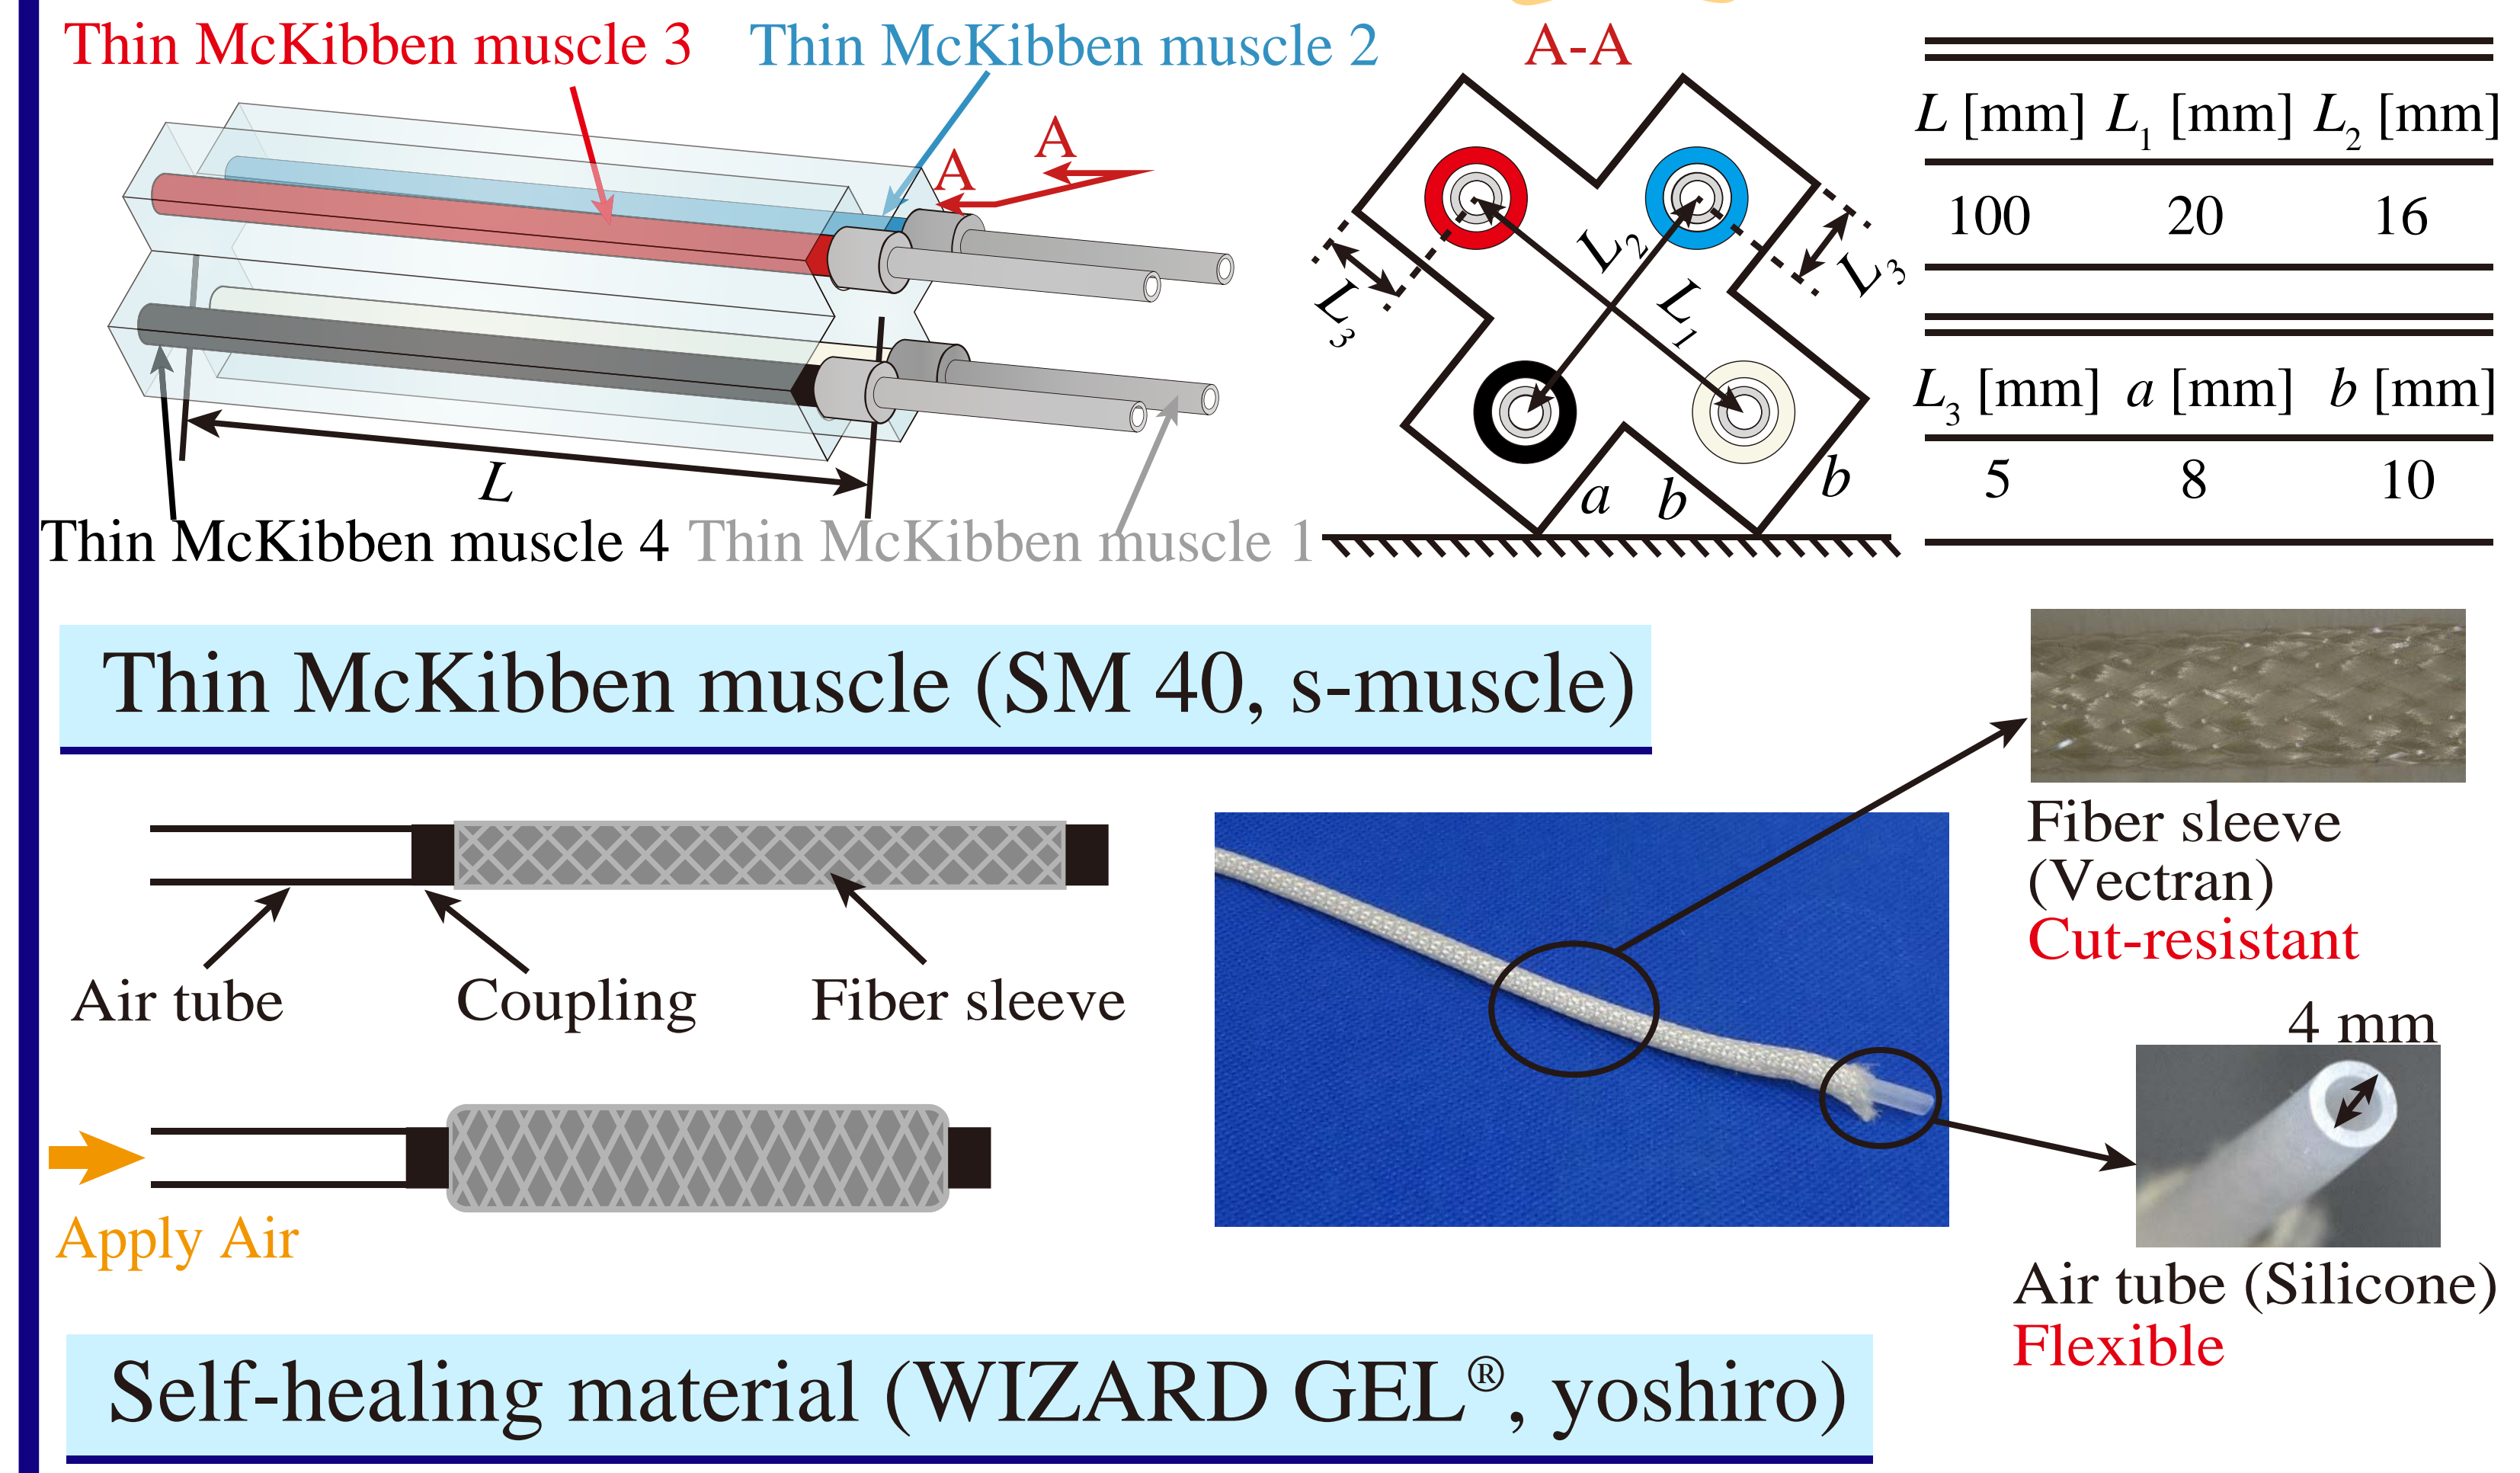 Thin McKibben muscle 3
Thin McKibben muscle 2
A-A
A
A
L
Thin McKibben muscle 4
Thin McKibben muscle 1
L2
L1
L3
L3
a
b
b
L [mm] L1 [mm] L2 [mm]
100 20 16
L3 [mm] a [mm] b [mm]
5 8 10
Thin McKibben muscle (SM 40, s-muscle)
Air tube
Coupling
Fiber sleeve
Apply Air
Fiber sleeve
(Vectran)
Cut-resistant
4 mm
Air tube (Silicone)
Flexible
Self-healing material (WIZARD GEL®, yoshiro)